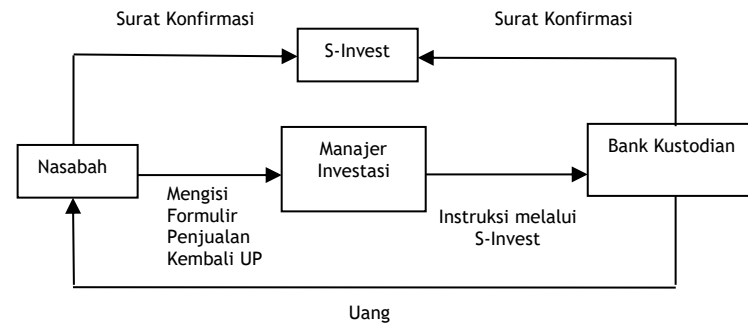 Surat Konfirmasi
Surat Konfirmasi
S-Invest
Nasabah
Manajer
Investasi
Bank Kustodian
Mengisi
Formulir
Penjualan
Kembali UP
Instruksi melalui
S-Invest
Uang